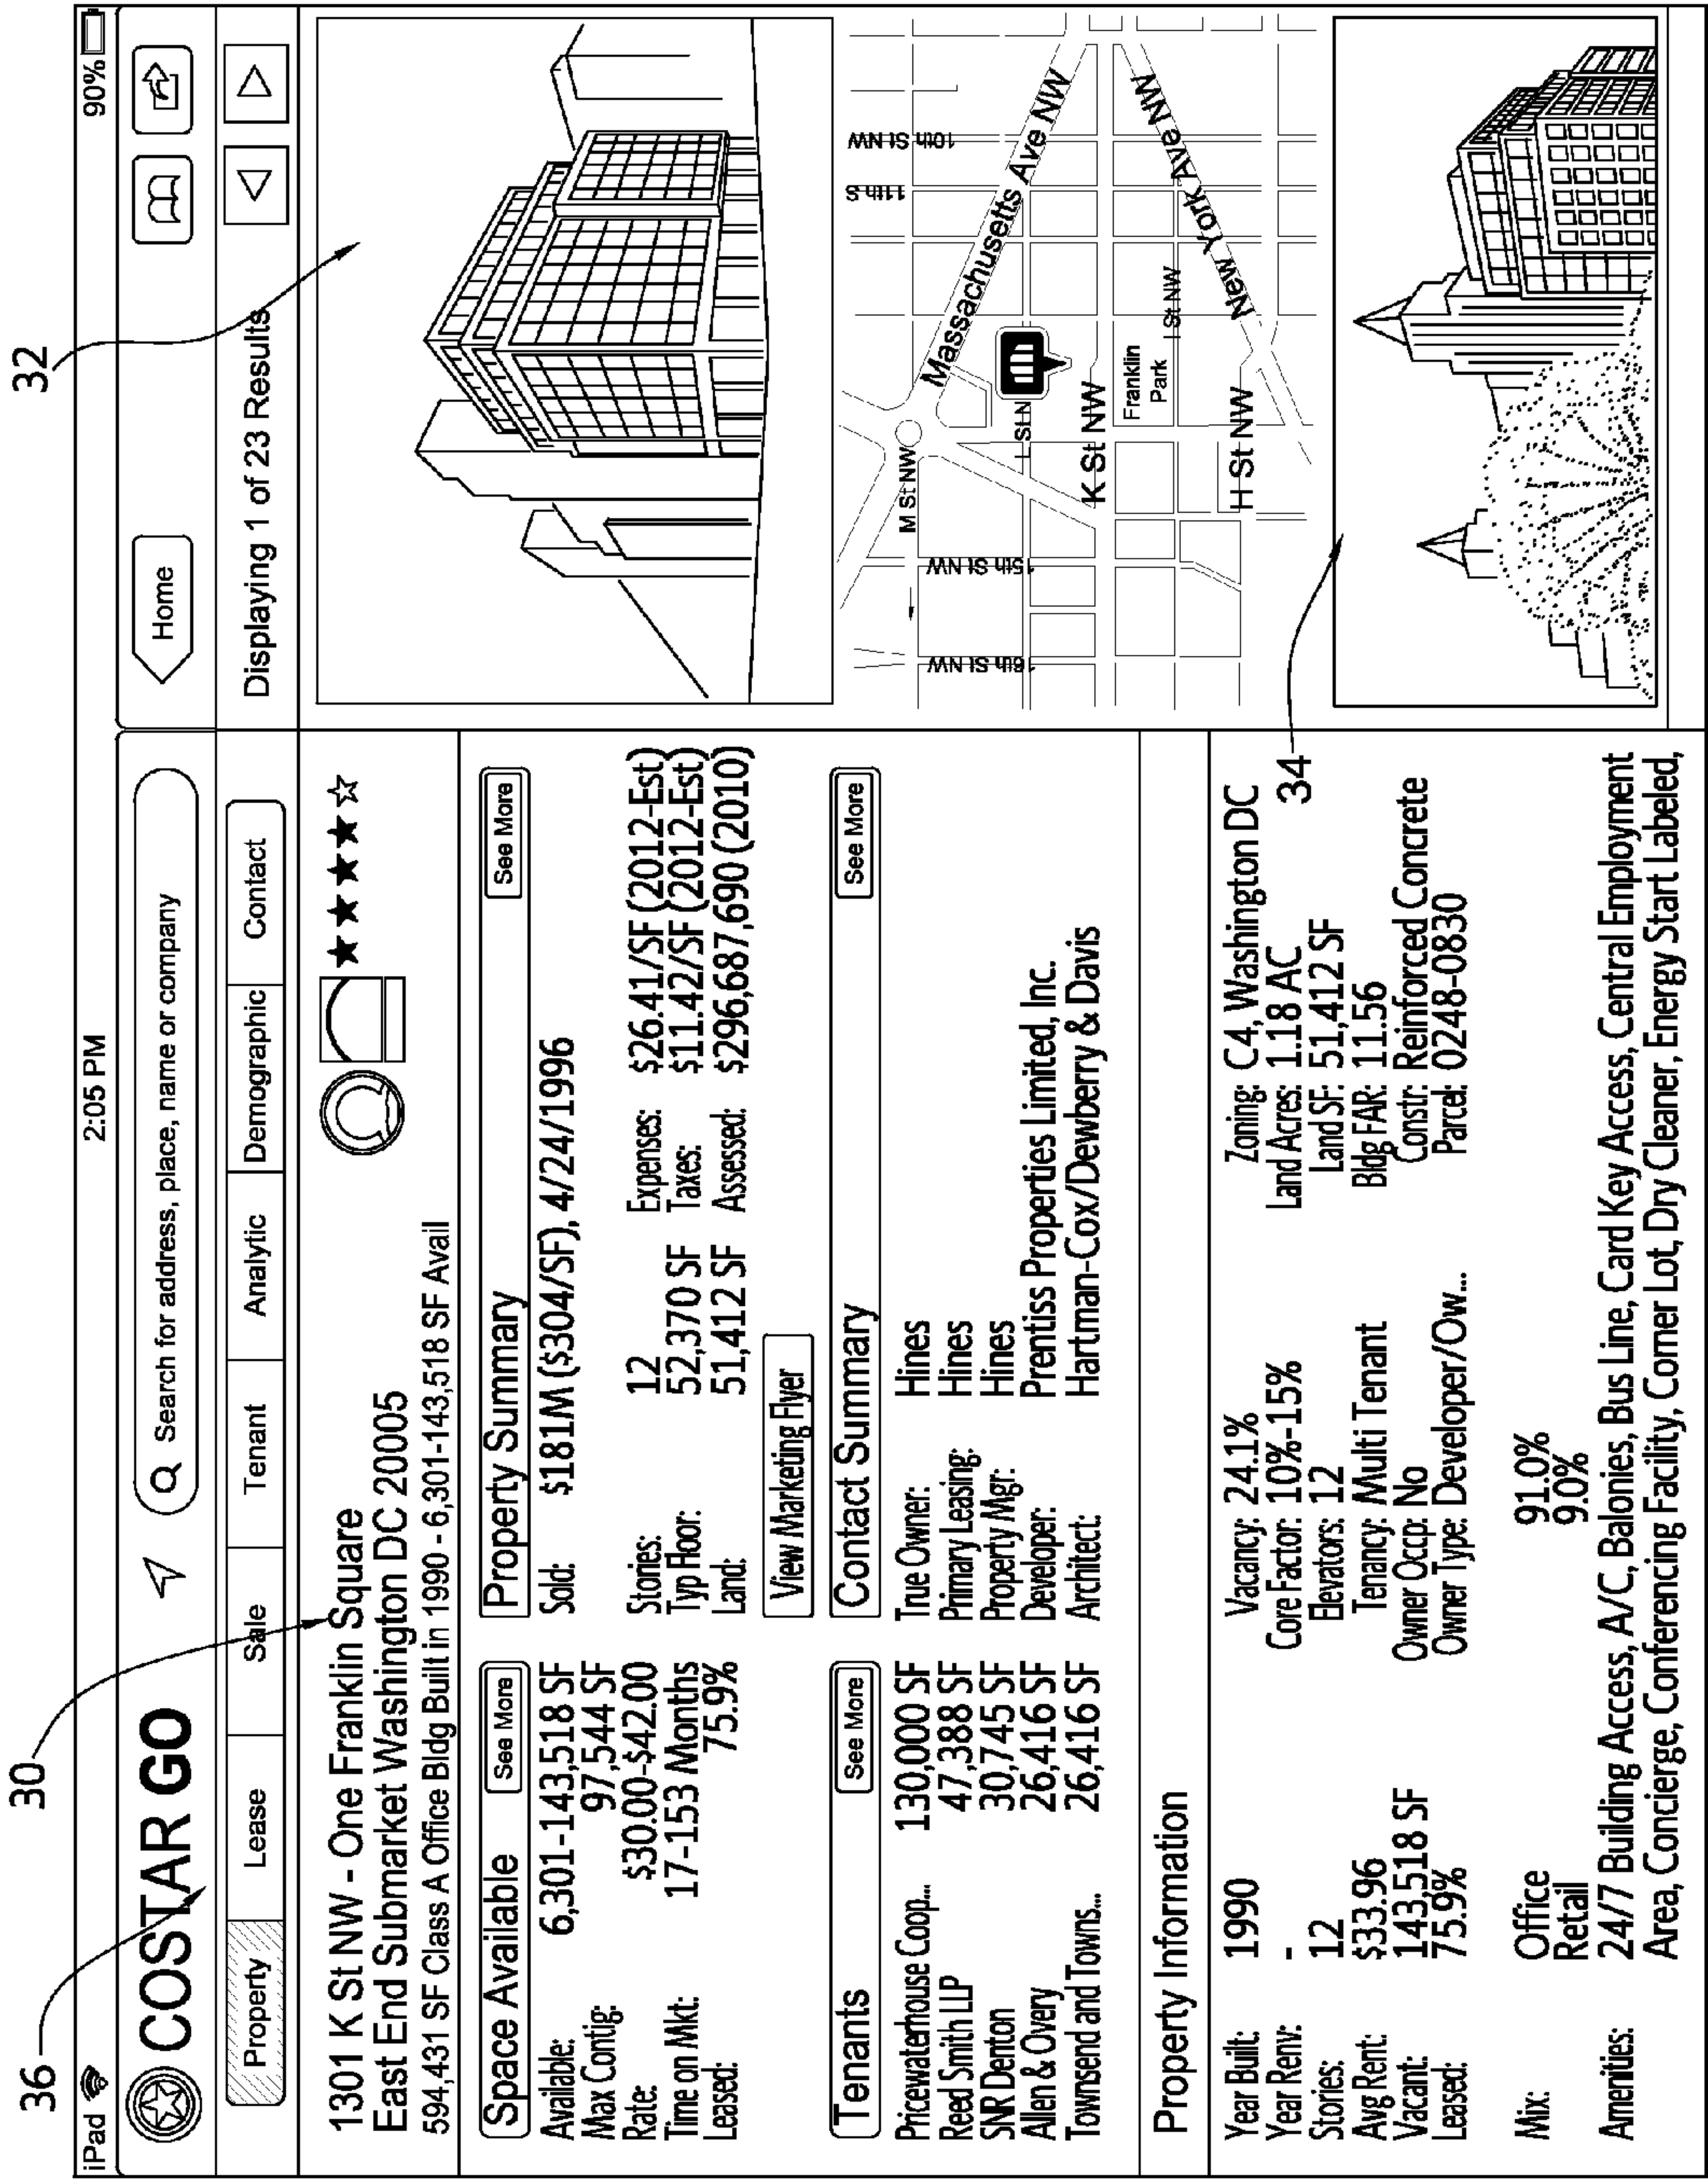 36
30
32
iPad
2:05 PM
90%
COSTAR GO
Search for address, place, name or company
Home
Property
Lease
Sale
Tenant
Analytic
Demographic
Contact
Displaying 1 of 23 Results
1301 K St NW - One Franklin Square
East End Submarket Washington DC 20005
594,431 SF Class A Office Bldg Built in 1990 - 6,301-143,518 SF Avail
Space Available
See More
Available: 6,301-143,518 SF
Max Contig: 97,544 SF
Rate: $30.00-$42.00
Time on Mkt: 17-153 Months
Leased: 75.9%
Property Summary
See More
Sold: $181M ($304/SF), 4/24/1996
Stories: 12 Expenses: $26.41/SF (2012-Est)
Typ Floor: 52,370 SF Taxes: $11.42/SF (2012-Est)
Land: 51,412 SF Assessed: $296,687,690 (2010)
View Marketing Flyer
Tenants
See More
Pricewaterhouse Coop... 130,000 SF
Reed Smith LLP 47,388 SF
SNR Denton 30,745 SF
Allen & Overy 26,416 SF
Townsend and Towns... 26,416 SF
Contact Summary
See More
True Owner: Hines
Primary Leasing: Hines
Property Mgr: Hines
Developer: Prentiss Properties Limited, Inc.
Architect: Hartman-Cox/Dewberry & Davis
Property Information
Year Built: 1990 Vacancy: 24.1% Zoning: C4, Washington DC
Year Renv: - Core Factor: 10%-15% Land Acres: 1.18 AC
Stories: 12 Elevators: 12 Land SF: 51,412 SF
Avg Rent: $33.96 Tenancy: Multi Tenant Bldg FAR: 11.56
Vacant: 143,518 SF Owner Occp: No Constr: Reinforced Concrete
Leased: 75.9% Owner Type: Developer/Ow... Parcel: 0248-0830
Mix: Office 91.0%
Retail 9.0%
Amenities: 24/7 Building Access, A/C, Balonies, Bus Line, Card Key Access, Central Employment
Area, Concierge, Conferencing Facility, Corner Lot, Dry Cleaner, Energy Start Labeled,
34
M St NW
Massachusetts Ave NW
L St N
K St NW
Franklin
Park
I St NW
H St NW
New York Ave NW
16th St NW
15th St NW
11th S
10th St NW